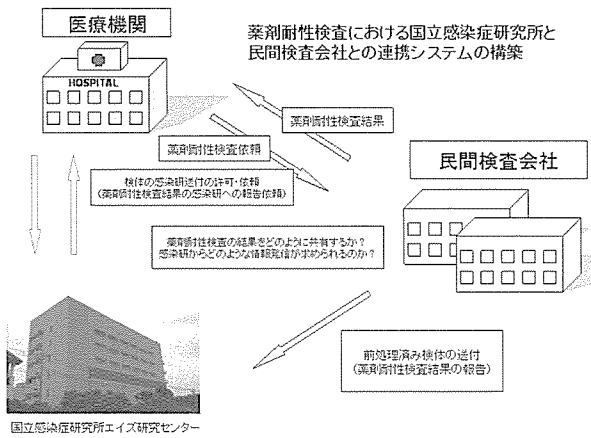 医療機関
薬剤耐性検査における国立感染症研究所と
民間検査会社との連携システムの構築
HOSPITAL
薬剤耐性検査結果
薬剤耐性検査依頼
検体の感染研送付の許可・依頼
(薬剤耐性検査結果の感染研への報告依頼)
民間検査会社
薬剤耐性検査の結果をどのように共有するか?
感染研からどのような情報発信が求められるのか?
前処理済み検体の送付
(薬剤耐性検査結果の報告)
国立感染症研究所エイズ研究センター